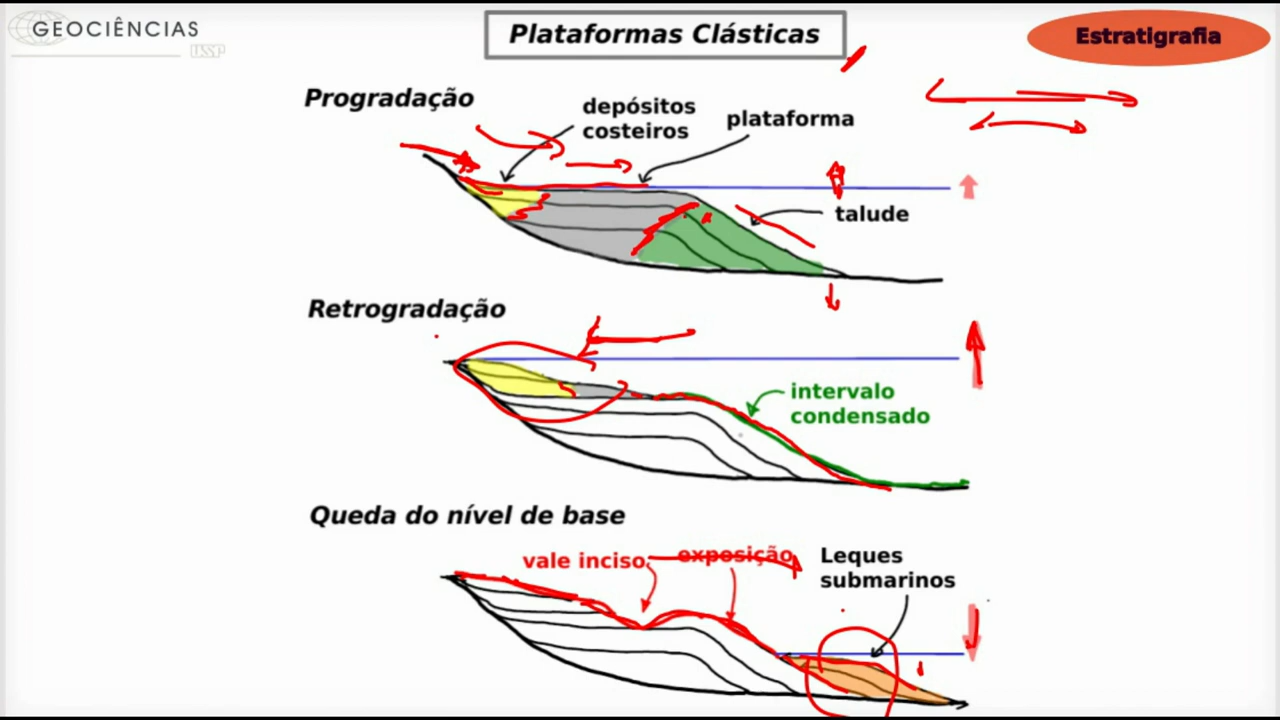 GEOCIÊNCIAS
USP
Plataformas Clásticas
Estratigrafia
Progradação
depósitos
costeiros
plataforma
talude
Retrogradação
intervalo
condensado
Queda do nível de base
vale inciso
exposição
Leques
submarinos